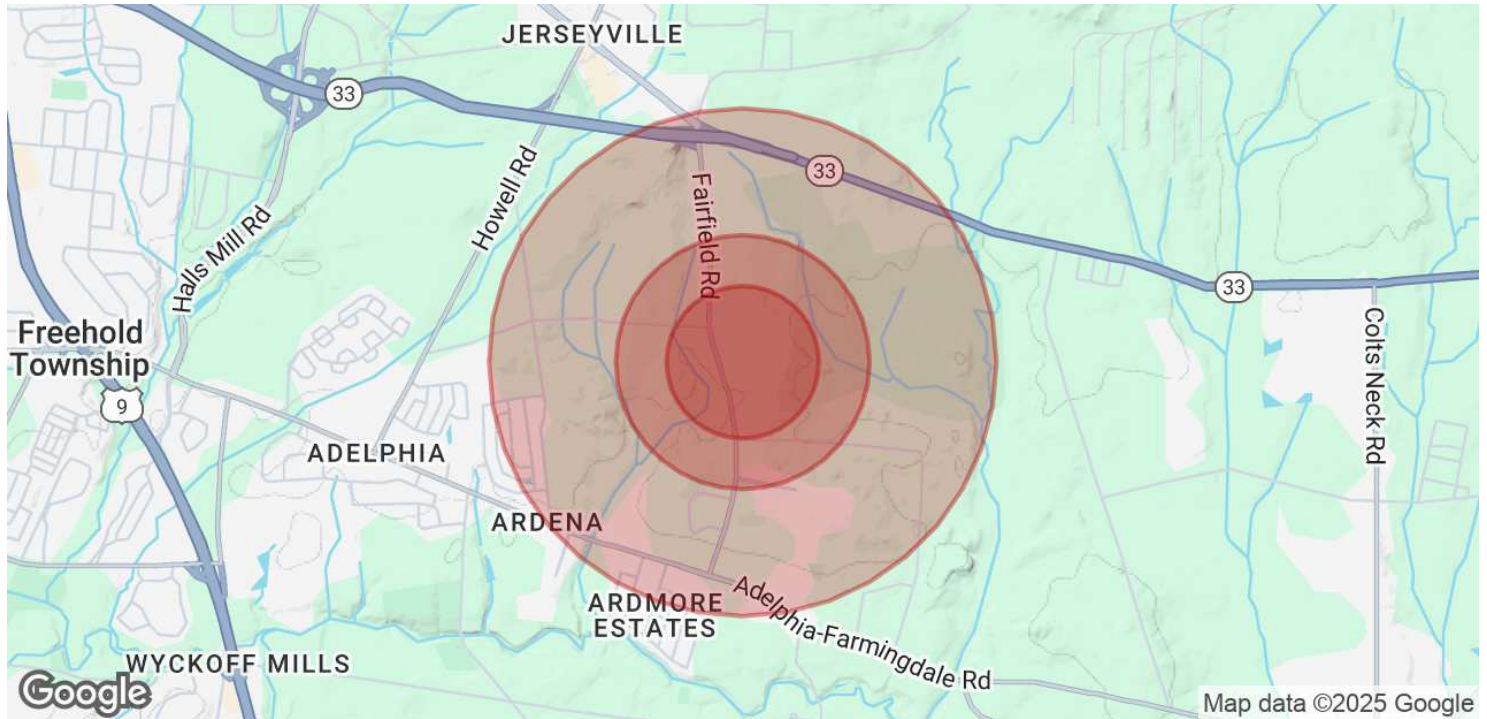 JERSEYVILLE
33
33
Howell Rd
Fairfield Rd
Halls Mill Rd
33
Freehold
Township
Colts Neck Rd
9
ADELPHIA
ARDENA
ARDMORE
ESTATES
Adelphia-Farmingdale Rd
WYCKOFF MILLS
Google
Map data ©2025 Google